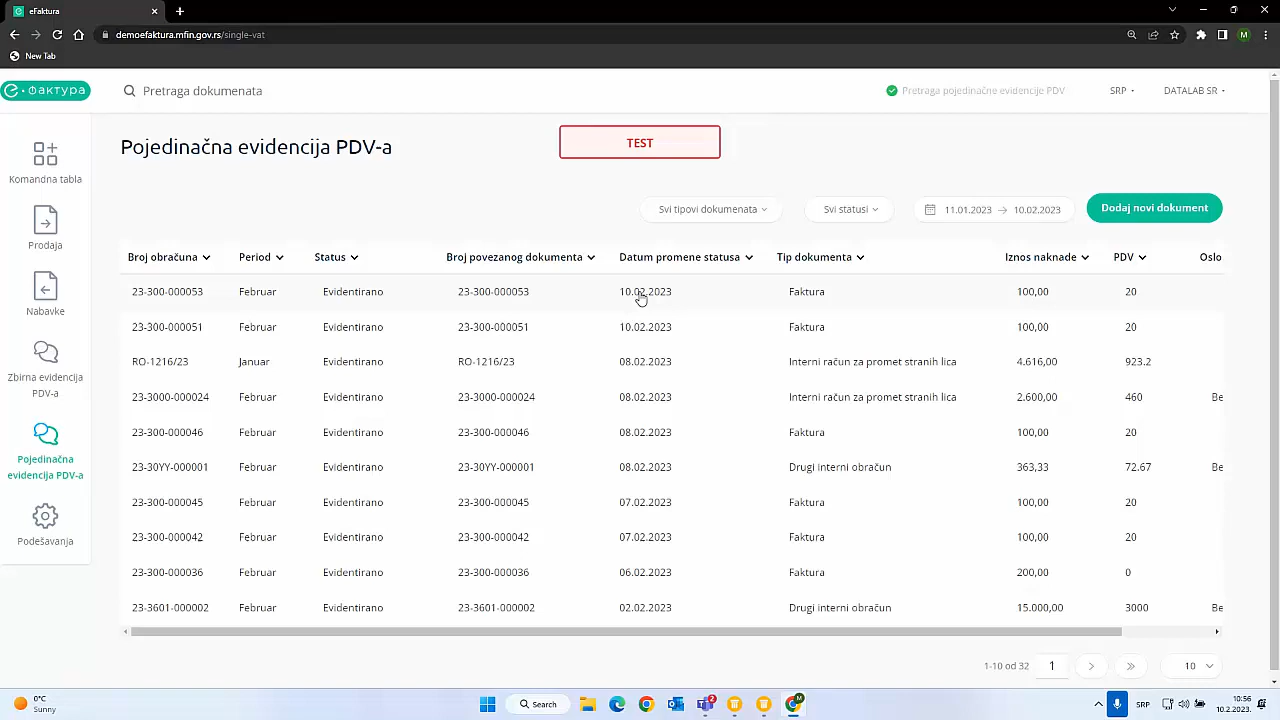 eFaktura
demoefaktura.mfin.gov.rs/single-vat
M
New Tab
е·фактура
Pretraga dokumenata
Pretraga pojedinačne evidencije PDV
SRP
DATALAB SR
Pojedinačna evidencija PDV-a
TEST
Komandna tabla
Prodaja
Nabavke
Zbirna evidencija
PDV-a
Pojedinačna
evidencija PDV-a
Podešavanja
Svi tipovi dokumenata
Svi statusi
11.01.2023 → 10.02.2023
Dodaj novi dokument
Broj obračuna Period Status Broj povezanog dokumenta Datum promene statusa Tip dokumenta Iznos naknade PDV Oslo
23-300-000053 Februar Evidentirano 23-300-000053 10.02.2023 Faktura 100,00 20
23-300-000051 Februar Evidentirano 23-300-000051 10.02.2023 Faktura 100,00 20
RO-1216/23 Januar Evidentirano RO-1216/23 08.02.2023 Interni račun za promet stranih lica 4.616,00 923.2
23-3000-000024 Februar Evidentirano 23-3000-000024 08.02.2023 Interni račun za promet stranih lica 2.600,00 460 Be
23-300-000046 Februar Evidentirano 23-300-000046 08.02.2023 Faktura 100,00 20
23-30YY-000001 Februar Evidentirano 23-30YY-000001 08.02.2023 Drugi interni obračun 363,33 72.67 Be
23-300-000045 Februar Evidentirano 23-300-000045 07.02.2023 Faktura 100,00 20
23-300-000042 Februar Evidentirano 23-300-000042 07.02.2023 Faktura 100,00 20
23-300-000036 Februar Evidentirano 23-300-000036 06.02.2023 Faktura 200,00 0
23-3601-000002 Februar Evidentirano 23-3601-000002 02.02.2023 Drugi interni obračun 15.000,00 3000 Be
1-10 od 32 1 10
0°C
Sunny
Search
2
M
SRP
10:56
10.2.2023.